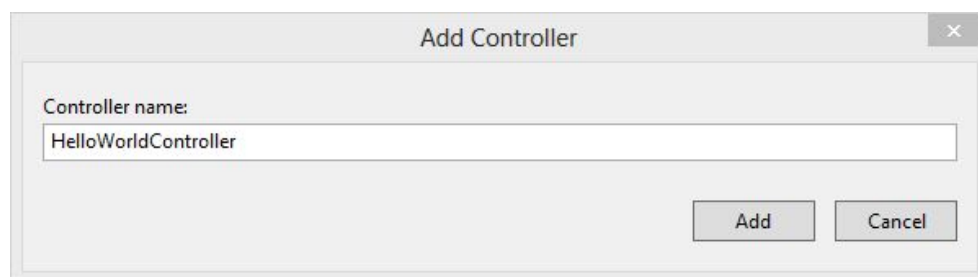 Add Controller
Controller name:
HelloWorldController
Add Cancel